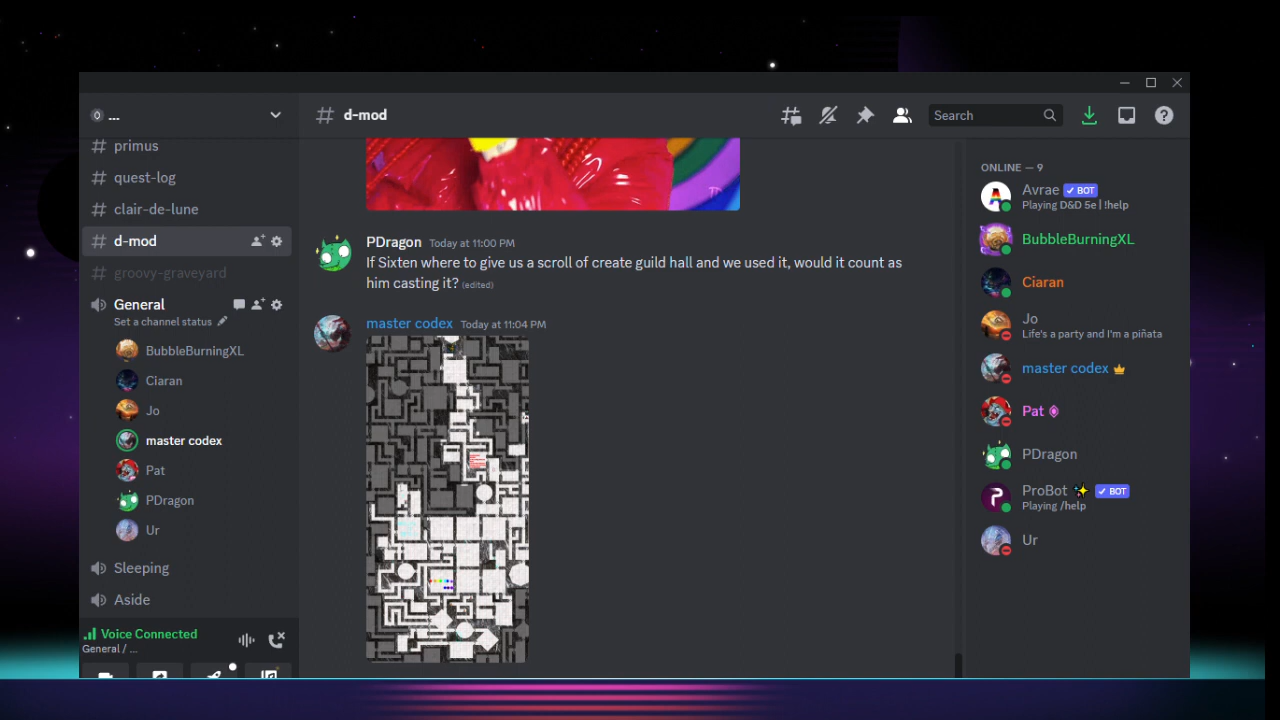 ...
primus
quest-log
clair-de-lune
d-mod
groovy-graveyard
General
Set a channel status
BubbleBurningXL
Ciaran
Jo
master codex
Pat
PDragon
Ur
Sleeping
Aside
Voice Connected
General / ...
# d-mod
Search
PDragon Today at 11:00 PM
If Sixten where to give us a scroll of create guild hall and we used it, would it count as
him casting it? (edited)
master codex Today at 11:04 PM
ONLINE — 9
Avrae ✓ BOT
Playing D&D 5e | !help
BubbleBurningXL
Ciaran
Jo
Life's a party and I'm a piñata
master codex
Pat
PDragon
ProBot ✨ ✓ BOT
Playing /help
Ur